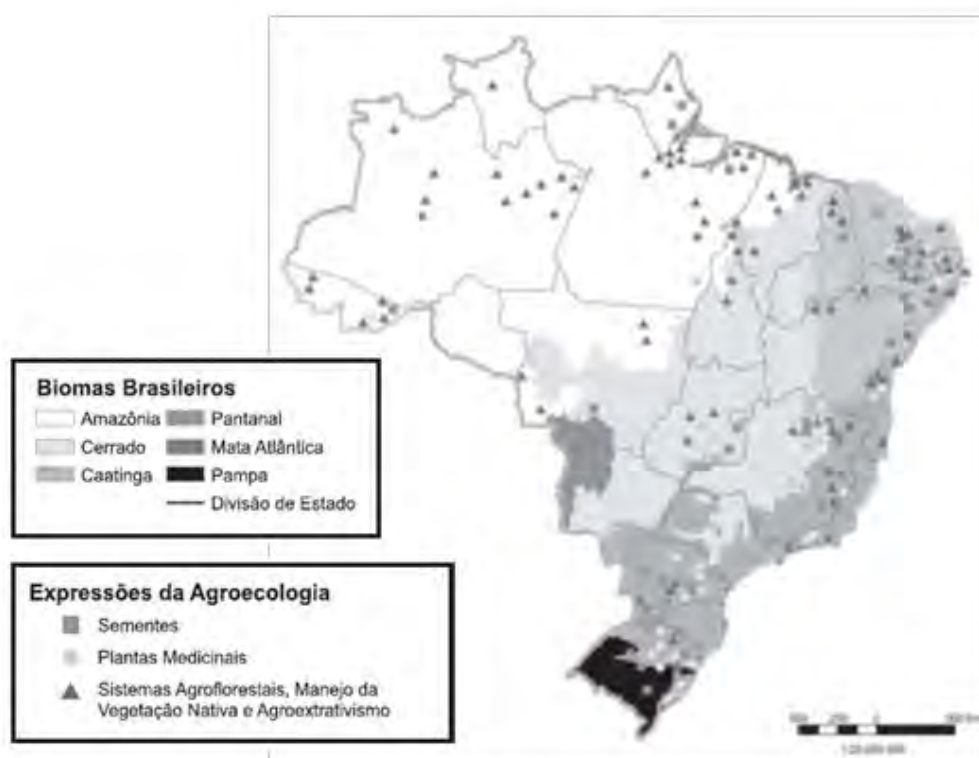 Biomas Brasileiros
Amazônia Pantanal
Cerrado Mata Atlântica
Caatinga Pampa
Divisão de Estado
Expressões da Agroecologia
Sementes
Plantas Medicinais
Sistemas Agroflorestais, Manejo da
Vegetação Nativa e Agroextrativismo